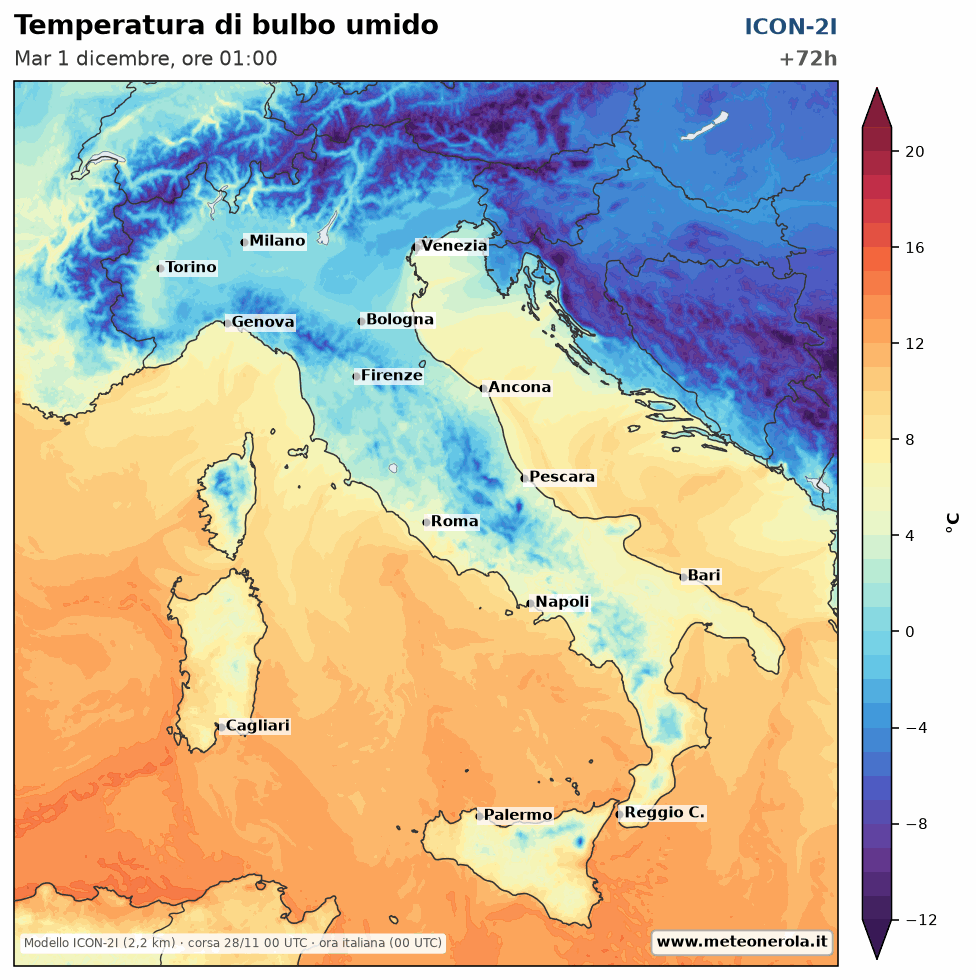 Temperatura di bulbo umido
ICON-2I
Mar 1 dicembre, ore 01:00
+72h
20
16
12
8
4
0
−4
−8
−12
°C
Milano
Venezia
Torino
Genova
Bologna
Firenze
Ancona
Pescara
Roma
Bari
Napoli
Cagliari
Palermo
Reggio C.
Modello ICON-2I (2,2 km) · corsa 28/11 00 UTC · ora italiana (00 UTC)
www.meteonerola.it